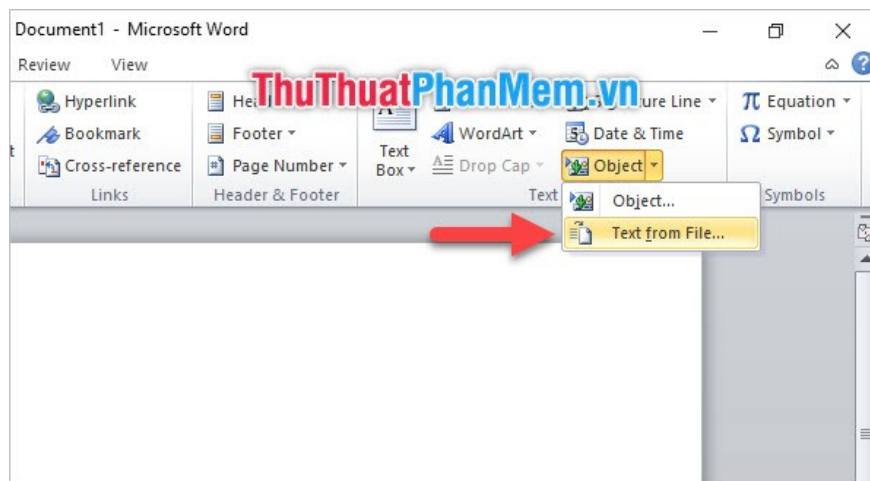 Document1 - Microsoft Word
Review View
ThuThuatPhanMem.vn
Hyperlink
Bookmark
Cross-reference
Links
Footer
Page Number
Header & Footer
Text Box
WordArt
Drop Cap
Line
Date & Time
Object
Text
Equation
Symbol
Symbols
Object...
Text from File...